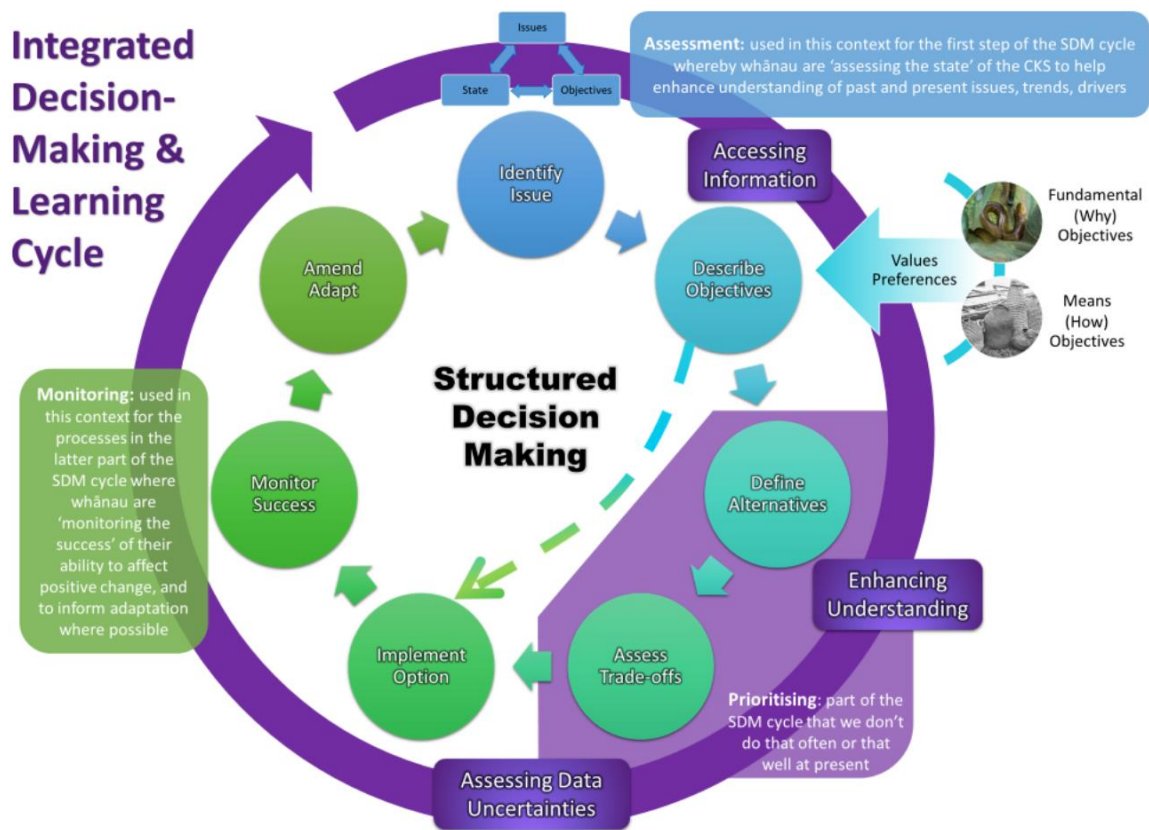 Integrated
Decision-
Making &
Learning
Cycle
Issues
State
Objectives
Assessment: used in this context for the first step of the SDM cycle
whereby whānau are ‘assessing the state’ of the CKS to help
enhance understanding of past and present issues, trends, drivers
Identify
Issue
Accessing
Information
Describe
Objectives
Values
Preferences
Fundamental
(Why)
Objectives
Means
(How)
Objectives
Amend
Adapt
Structured
Decision
Making
Monitoring: used in
this context for the
processes in the
latter part of the
SDM cycle where
whānau are
‘monitoring the
success’ of their
ability to affect
positive change, and
to inform adaptation
where possible
Monitor
Success
Define
Alternatives
Enhancing
Understanding
Implement
Option
Assess
Trade-offs
Prioritising: part of the
SDM cycle that we don’t
do that often or that
well at present
Assessing Data
Uncertainties